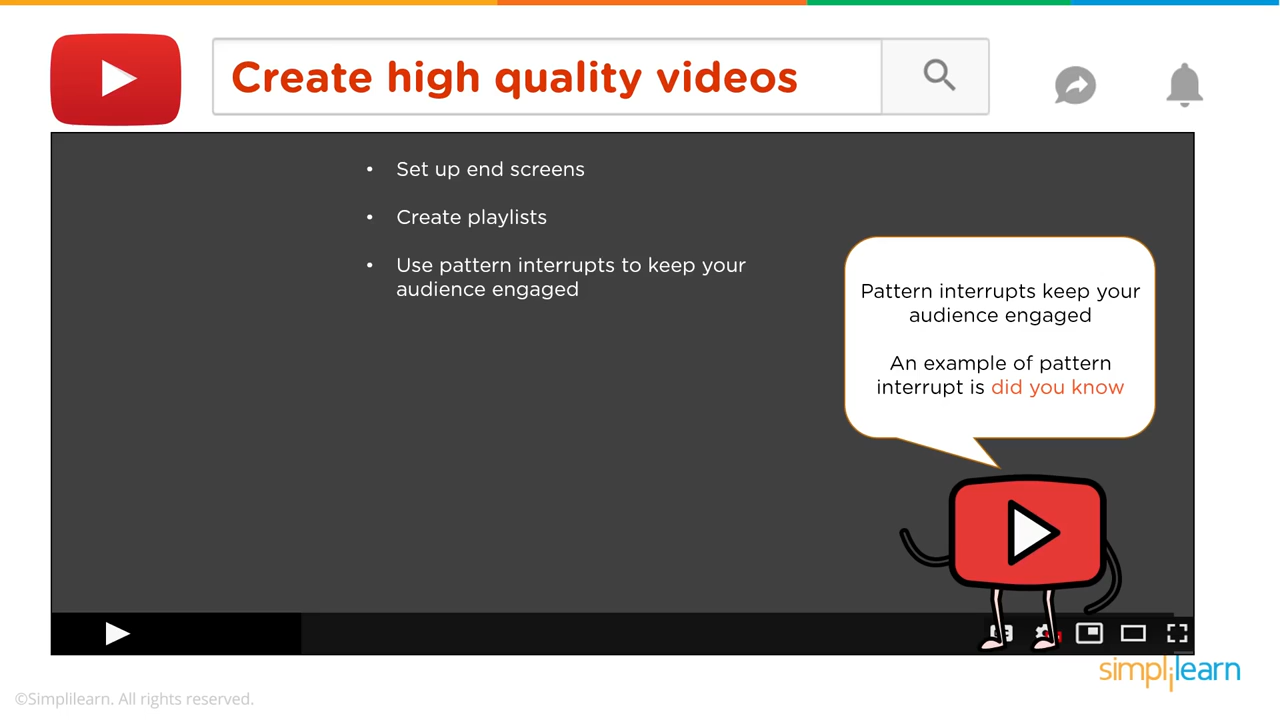 Create high quality videos
• Set up end screens
• Create playlists
• Use pattern interrupts to keep your
audience engaged
Pattern interrupts keep your
audience engaged
An example of pattern
interrupt is did you know
simplilearn
©Simplilearn. All rights reserved.